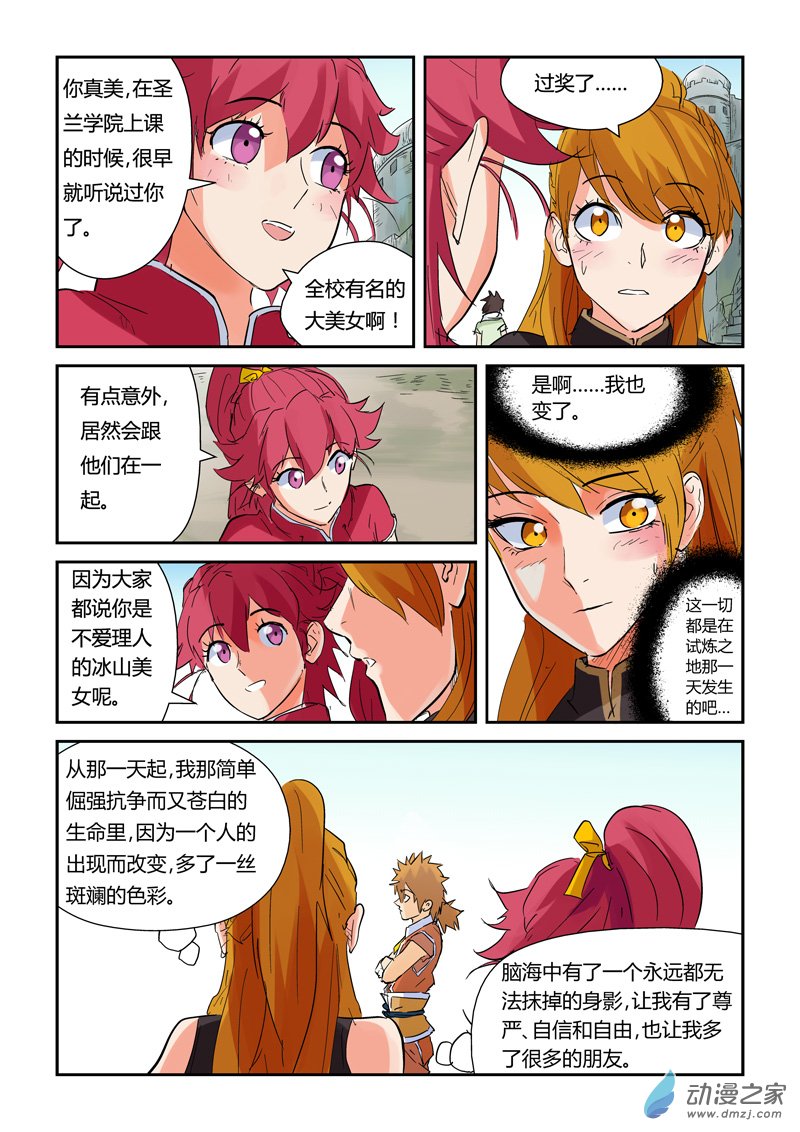 你真美，在圣
兰学院上课
的时候，很早
就听说过你
了。
全校有名的
大美女啊！
过奖了……
有点意外，
居然会跟
他们在一
起。
是啊……我也
变了。
因为大家
都说你是
不爱理人
的冰山美
女呢。
这一切
都是在
试炼之
地那一
天发生
的吧…
从那一天起，我那简单
倔强抗争而又苍白的
生命里，因为一个人的
出现而改变，多了一丝
斑斓的色彩。
脑海中有了一个永远都无
法抹掉的身影，让我有了尊
严、自信和自由，也让我多
了很多的朋友。
动漫之家
www.dmzj.com